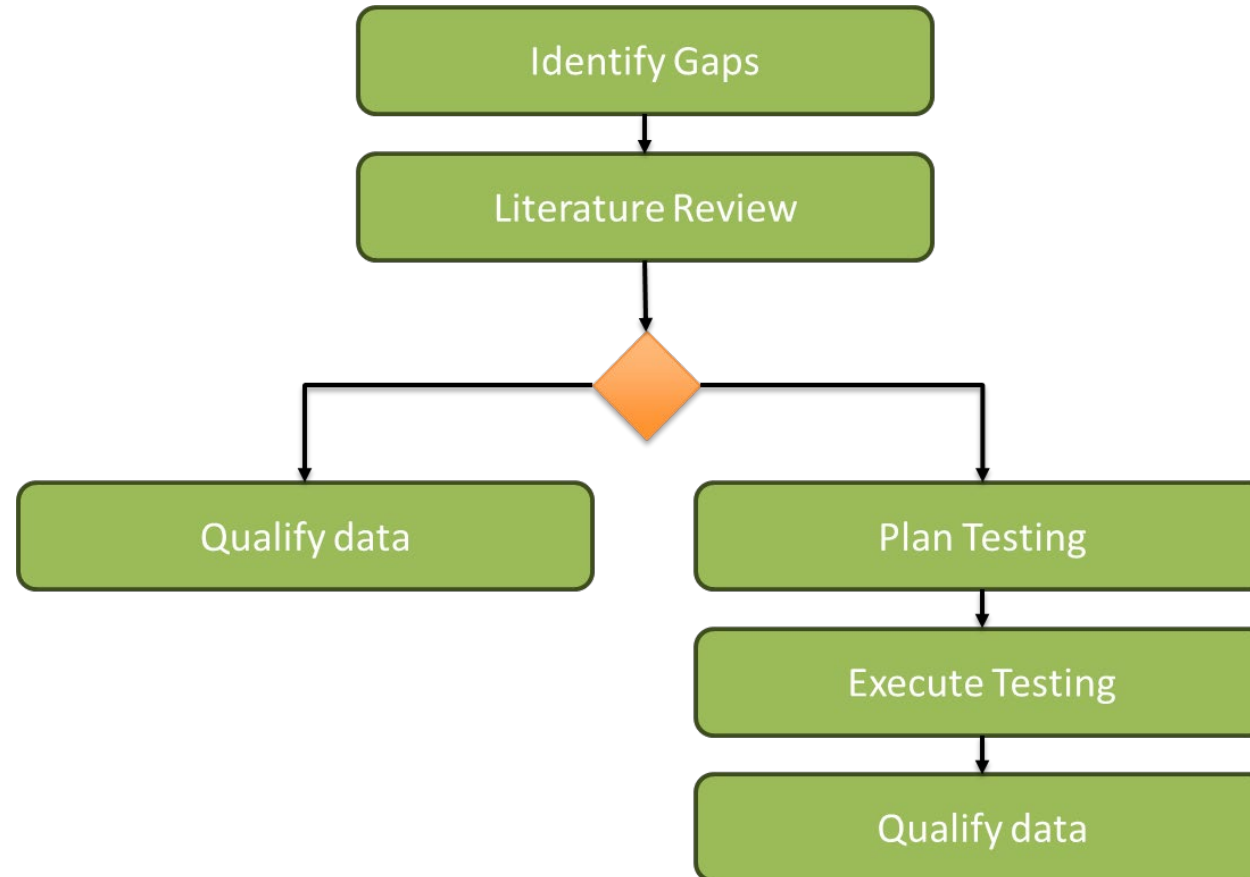 Identify Gaps
Literature Review
Qualify data
Plan Testing
Execute Testing
Qualify data